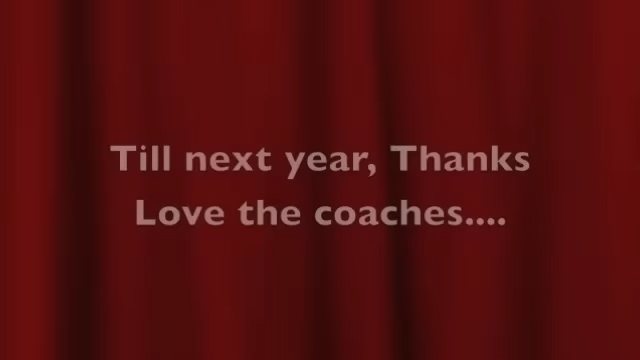 Till next year, Thanks
Love the coaches....